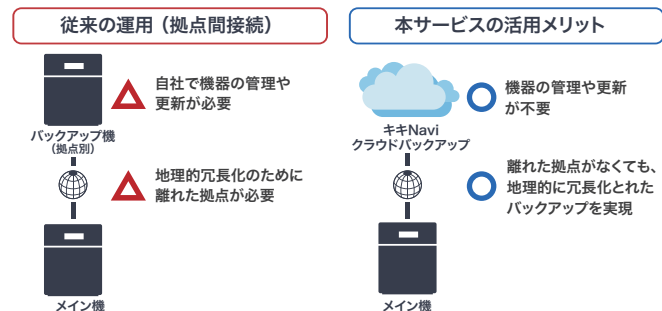 従来の運用（拠点間接続）
自社で機器の管理や
更新が必要
バックアップ機
（拠点別）
地理的冗長化のために
離れた拠点が必要
メイン機
本サービスの活用メリット
機器の管理や更新
が不要
キキNavi
クラウドバックアップ
離れた拠点がなくても、
地理的に冗長化とれた
バックアップを実現
メイン機